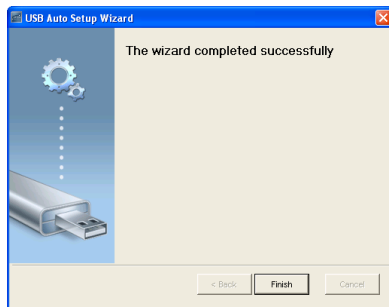 USB Auto Setup Wizard
The wizard completed successfully
< Back
Finish
Cancel